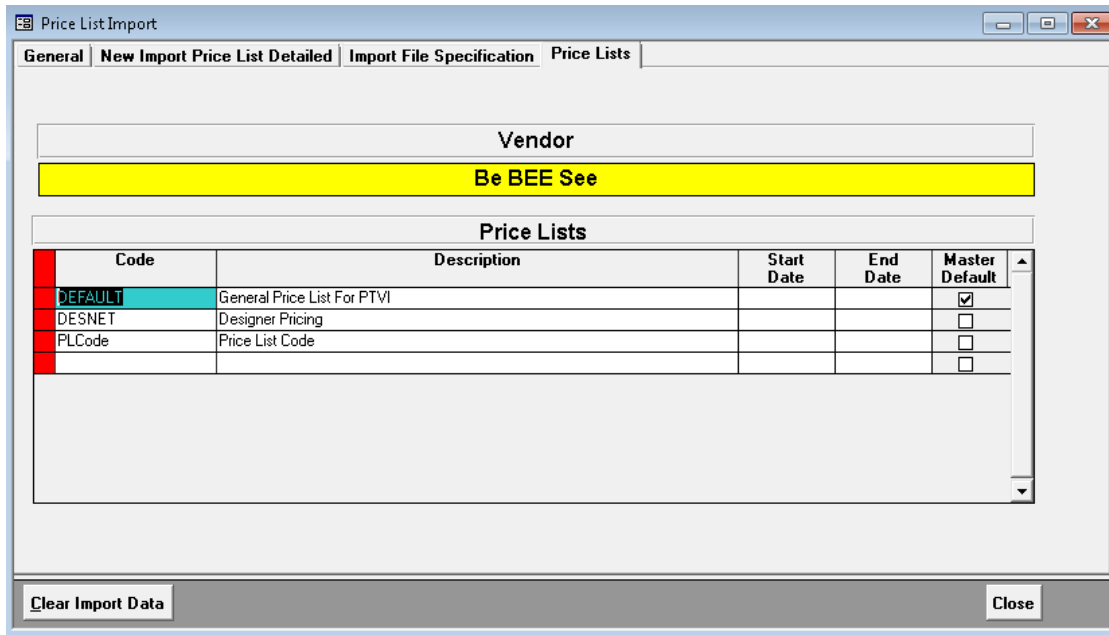 Price List Import
General New Import Price List Detailed Import File Specification Price Lists
Vendor
Be BEE See
Price Lists
Code Description Start Date End Date Master Default
DEFAULT General Price List For PTVI
DESNET Designer Pricing
PLCode Price List Code
Clear Import Data Close